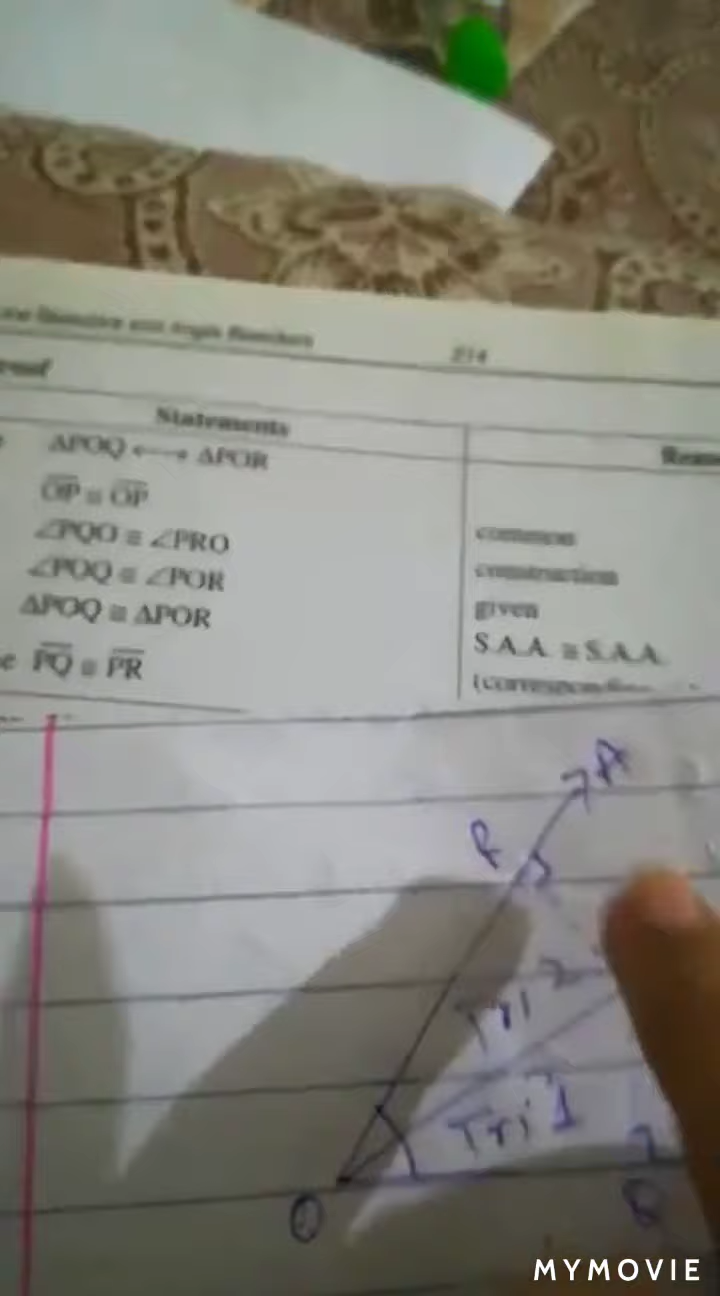 214
Statements
ΔPOQ ⟷ ΔPOR
OP ≅ OP
∠PQO ≅ ∠PRO
common
∠POQ ≅ ∠POR
construction
ΔPOQ ≅ ΔPOR
given
S.A.A. ≅ S.A.A.
PQ ≅ PR
A
R
Tri 2
Tri 1
O
Q
MYMOVIE